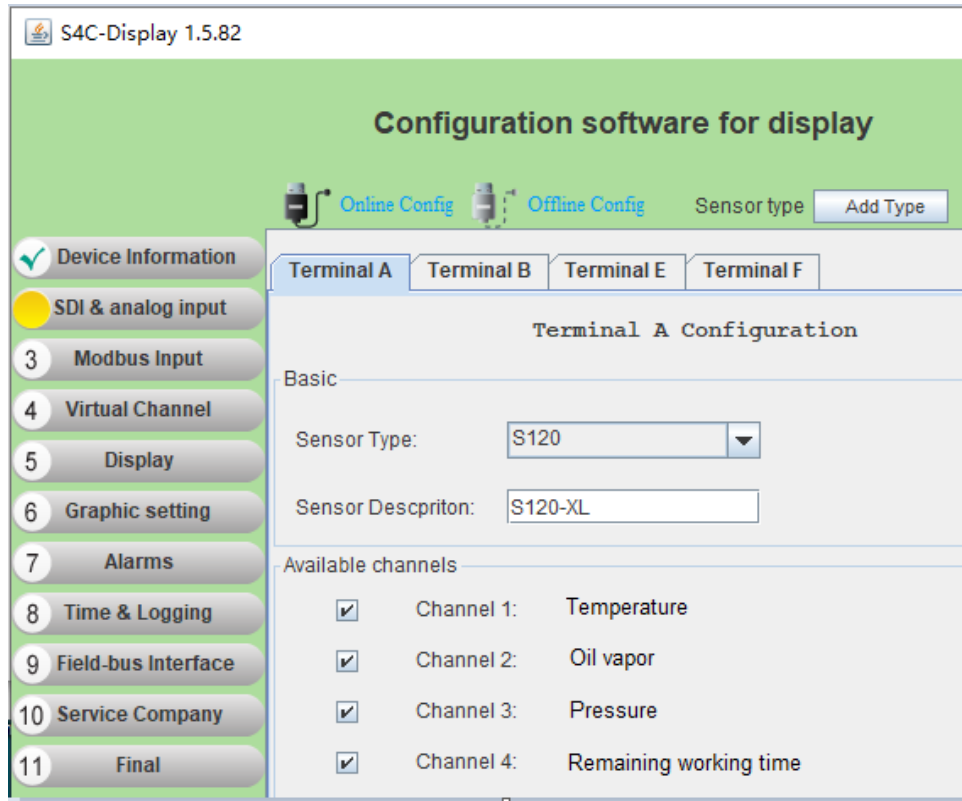 S4C-Display 1.5.82
Configuration software for display
Online Config Offline Config Sensor type Add Type
Device Information
SDI & analog input
3 Modbus Input
4 Virtual Channel
5 Display
6 Graphic setting
7 Alarms
8 Time & Logging
9 Field-bus Interface
10 Service Company
11 Final
Terminal A Terminal B Terminal E Terminal F
Terminal A Configuration
Basic
Sensor Type: S120
Sensor Descpriton: S120-XL
Available channels
Channel 1: Temperature
Channel 2: Oil vapor
Channel 3: Pressure
Channel 4: Remaining working time